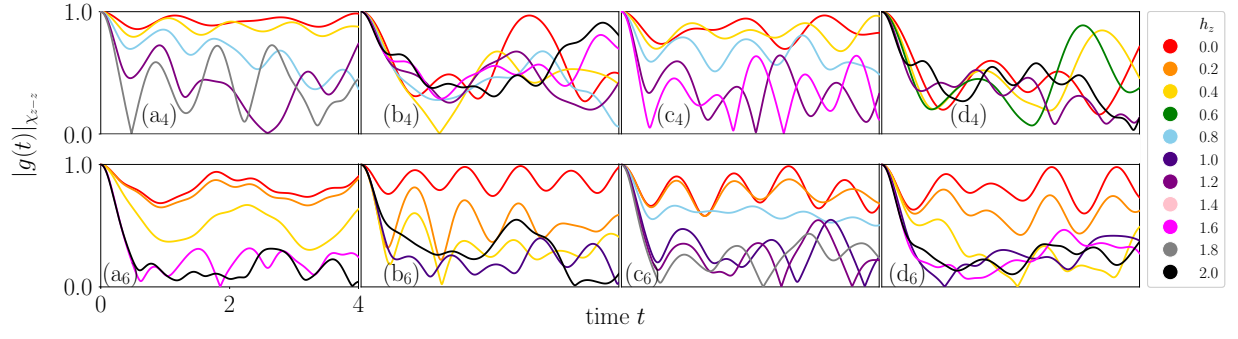 |g(t)|χ_{z−z}
1.0
0.0
(a₄)
(b₄)
(c₄)
(d₄)
1.0
0.0
(a₆)
(b₆)
(c₆)
(d₆)
0
2
4
time t
h_z
0.0
0.2
0.4
0.6
0.8
1.0
1.2
1.4
1.6
1.8
2.0